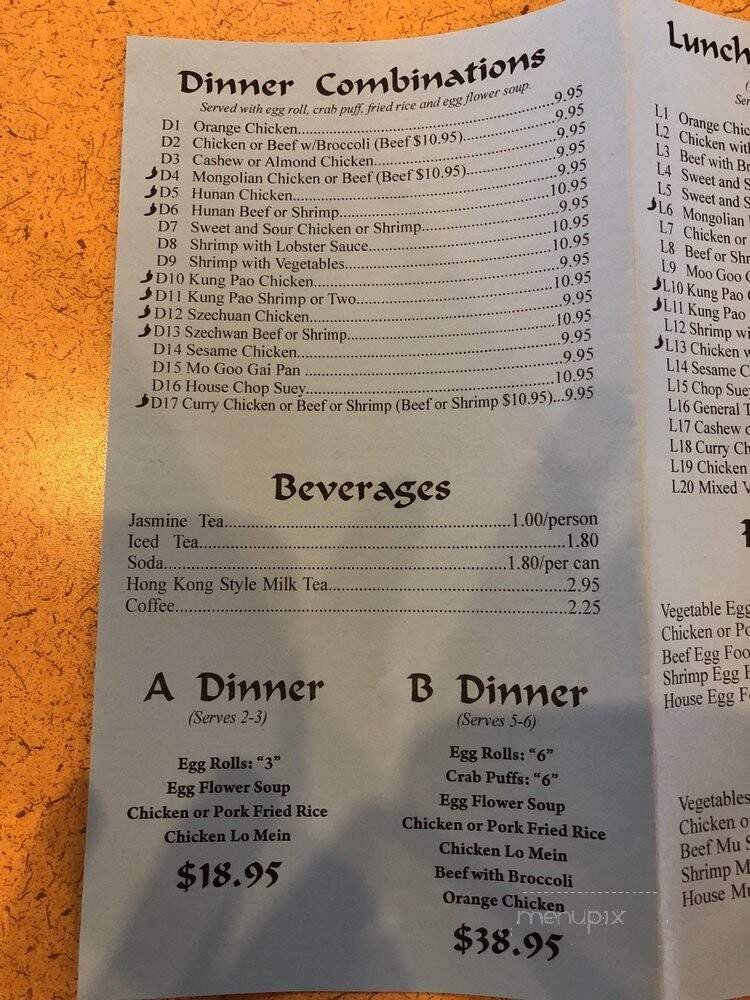 Dinner Combinations
Served with egg roll, crab puff, fried rice and egg flower soup.
D1 Orange Chicken...9.95
D2 Chicken or Beef w/Broccoli (Beef $10.95)...9.95
D3 Cashew or Almond Chicken...9.95
D4 Mongolian Chicken or Beef (Beef $10.95)...9.95
D5 Hunan Chicken...9.95
D6 Hunan Beef or Shrimp...10.95
D7 Sweet and Sour Chicken or Shrimp...9.95
D8 Shrimp with Lobster Sauce...10.95
D9 Shrimp with Vegetables...10.95
D10 Kung Pao Chicken...9.95
D11 Kung Pao Shrimp or Two...10.95
D12 Szechuan Chicken...9.95
D13 Szechwan Beef or Shrimp...10.95
D14 Sesame Chicken...9.95
D15 Mo Goo Gai Pan ...9.95
D16 House Chop Suey...10.95
D17 Curry Chicken or Beef or Shrimp (Beef or Shrimp $10.95)...9.95
Beverages
Jasmine Tea...1.00/person
Iced Tea...1.80
Soda...1.80/per can
Hong Kong Style Milk Tea...2.95
Coffee...2.25
A Dinner
(Serves 2-3)
Egg Rolls: “3”
Egg Flower Soup
Chicken or Pork Fried Rice
Chicken Lo Mein
$18.95
B Dinner
(Serves 5-6)
Egg Rolls: “6”
Crab Puffs: “6”
Egg Flower Soup
Chicken or Pork Fried Rice
Chicken Lo Mein
Beef with Broccoli
Orange Chicken
$38.95
menupix
Lunch
L1 Orange Chic
L2 Chicken with
L3 Beef with Br
L4 Sweet and S
L5 Sweet and S
L6 Mongolian
L7 Chicken or
L8 Beef or Shr
L9 Moo Goo G
L10 Kung Pao
L11 Kung Pao
L12 Shrimp wi
L13 Chicken w
L14 Sesame C
L15 Chop Suey
L16 General T
L17 Cashew o
L18 Curry Ch
L19 Chicken
L20 Mixed V
Vegetable Egg
Chicken or Po
Beef Egg Foo
Shrimp Egg F
House Egg Fo
Vegetables
Chicken o
Beef Mu S
Shrimp M
House Mu